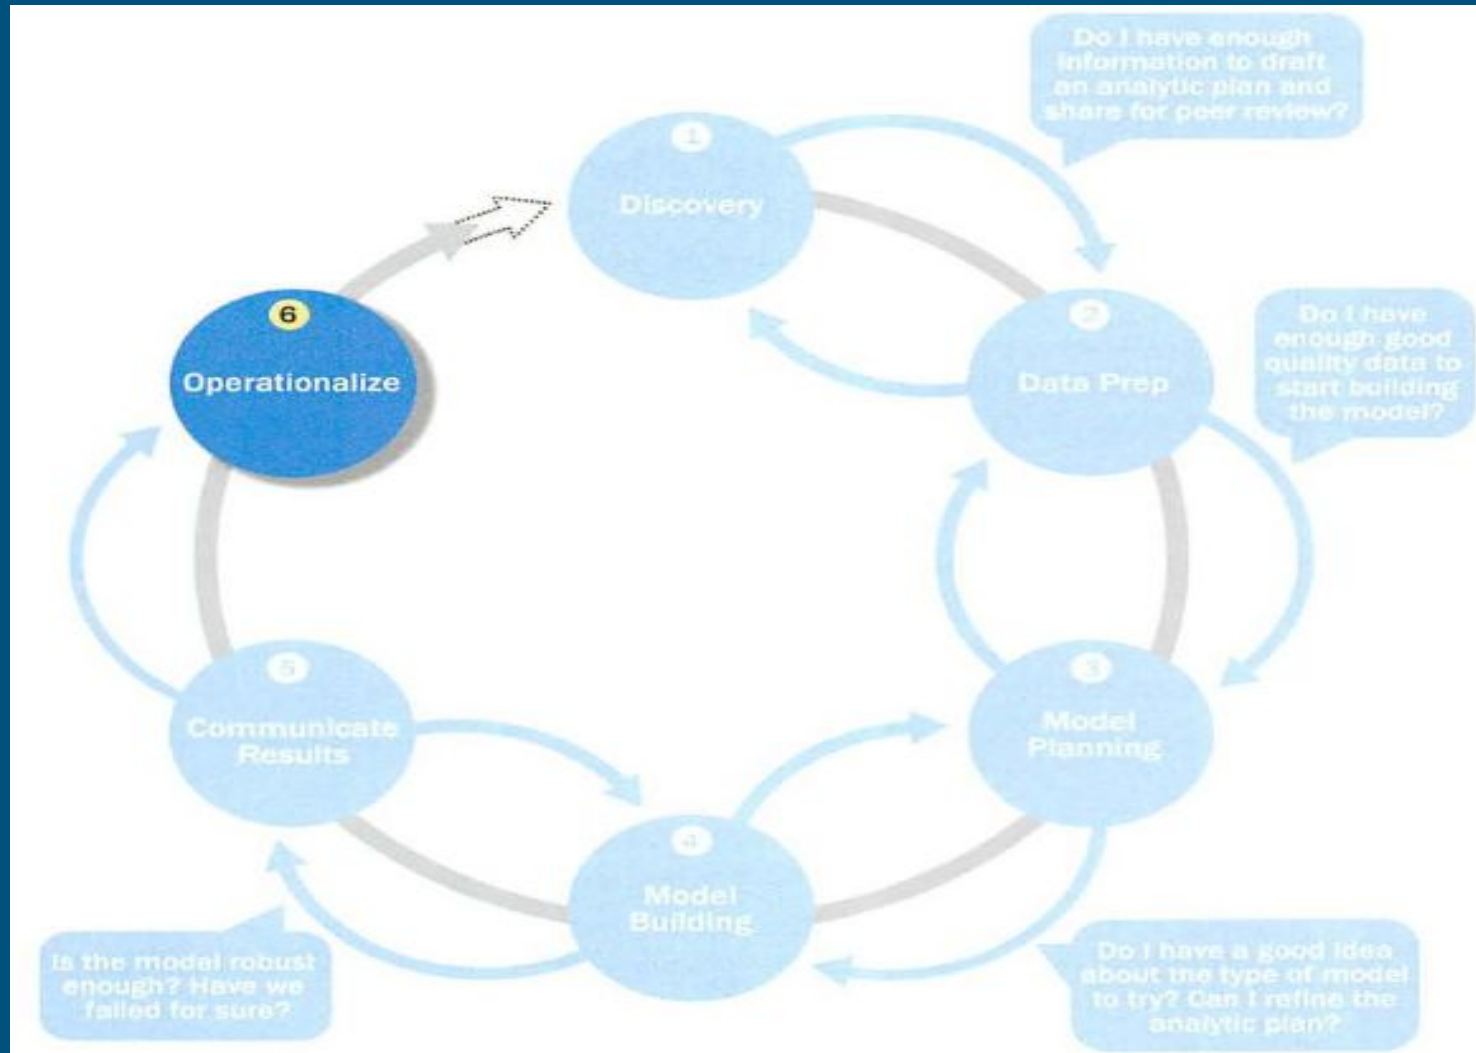 Do I have enough
information to draft
an analytic plan and
share for peer review?
1
Discovery
2
Data Prep
Do I have
enough good
quality data to
start building
the model?
3
Model
Planning
Do I have a good idea
about the type of model
to try? Can I refine the
analytic plan?
4
Model
Building
Is the model robust
enough? Have we
failed for sure?
5
Communicate
Results
6
Operationalize